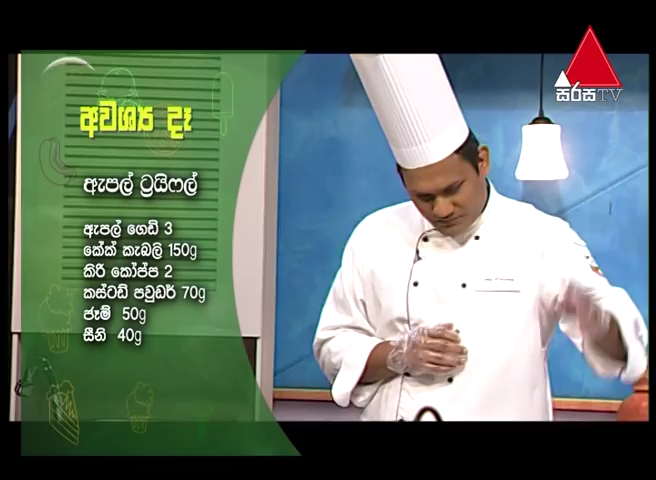 සිරස TV
අවශ්‍ය දෑ
ඇපල් ට්‍රයිෆල්
ඇපල් ගෙඩි 3
කේක් කැබලි 150g
කිරි කෝප්ප 2
කස්ටඩ් පවුඩර් 70g
ජෑම් 50g
සීනි 40g